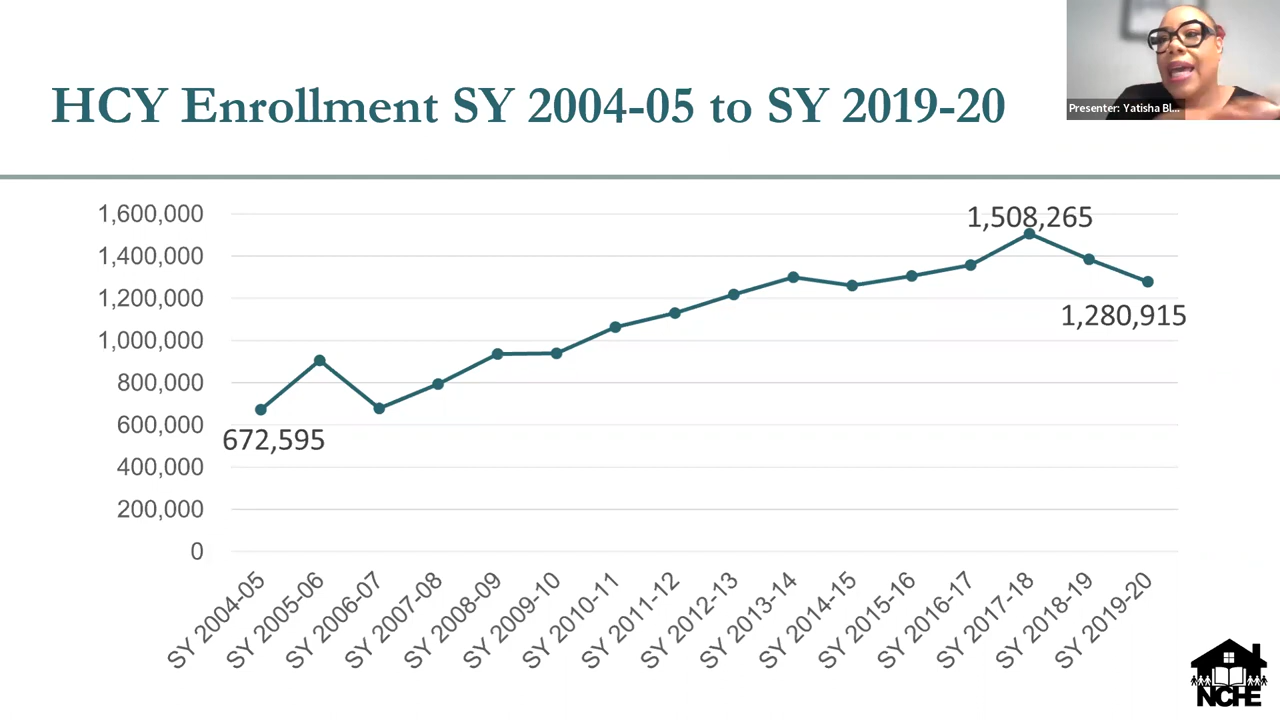 HCY Enrollment SY 2004-05 to SY 2019-20
Presenter: Yatisha Bl...
1,600,000
1,400,000
1,200,000
1,000,000
800,000
600,000
400,000
200,000
0
1,508,265
1,280,915
672,595
SY 2004-05
SY 2005-06
SY 2006-07
SY 2007-08
SY 2008-09
SY 2009-10
SY 2010-11
SY 2011-12
SY 2012-13
SY 2013-14
SY 2014-15
SY 2015-16
SY 2016-17
SY 2017-18
SY 2018-19
SY 2019-20
NCHE